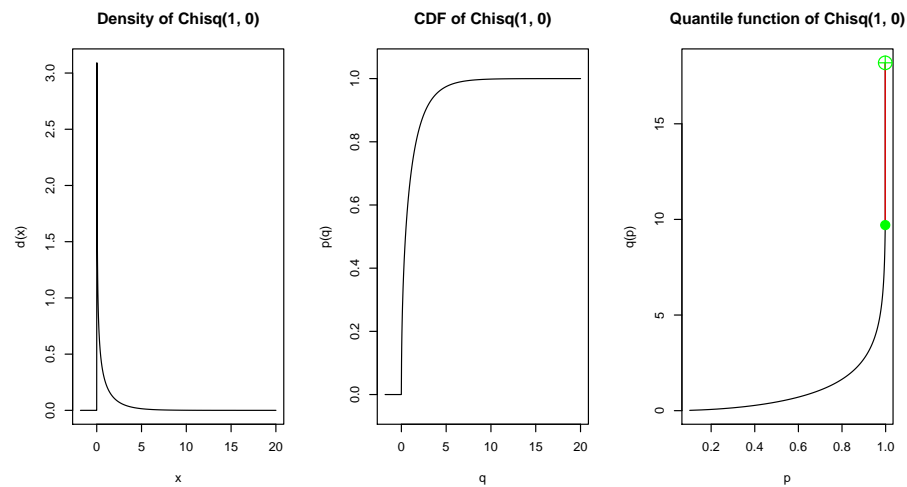 Density of Chisq(1, 0)
d(x)
3.0
2.5
2.0
1.5
1.0
0.5
0.0
0 5 10 15 20
x
CDF of Chisq(1, 0)
p(q)
1.0
0.8
0.6
0.4
0.2
0.0
0 5 10 15 20
q
Quantile function of Chisq(1, 0)
q(p)
15
10
5
0
0.2 0.4 0.6 0.8 1.0
p